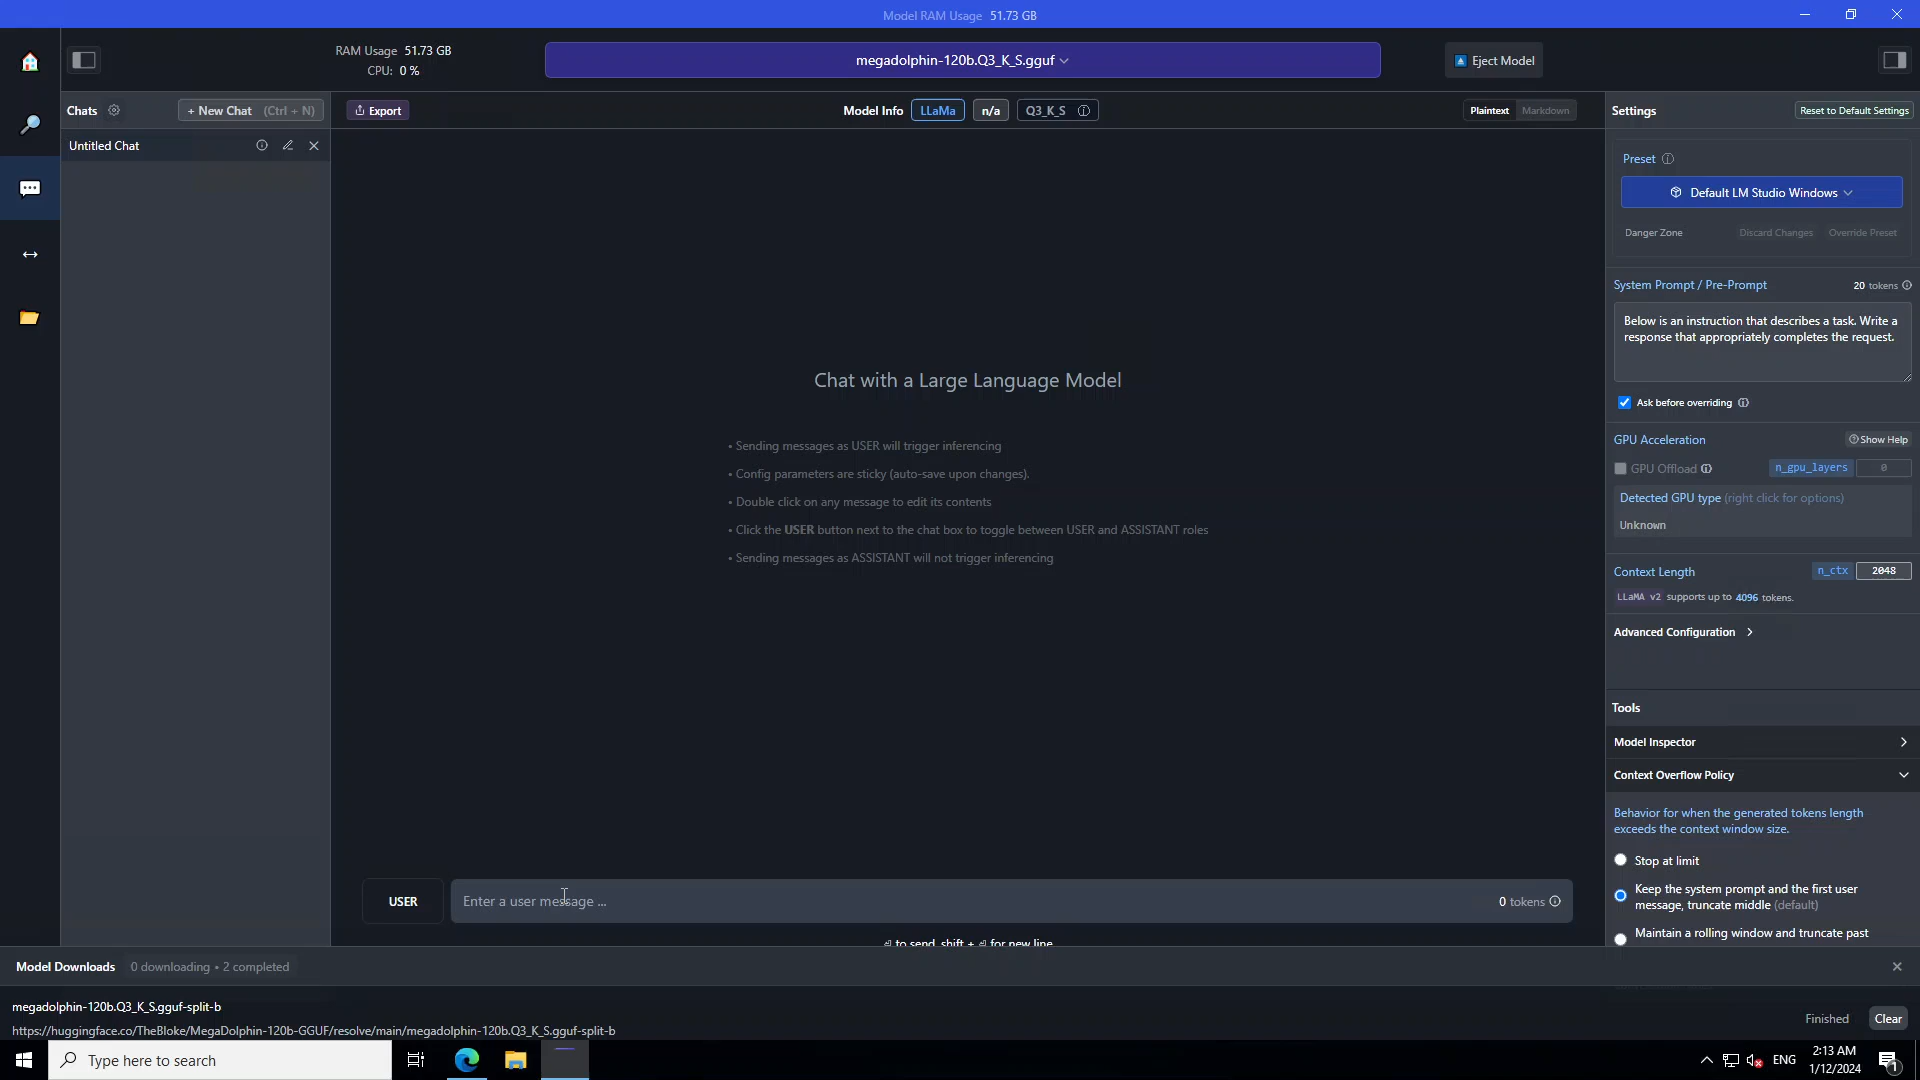 Model RAM Usage 51.73 GB
RAM Usage 51.73 GB
CPU: 0 %
megadolphin-120b.Q3_K_S.gguf
Eject Model
Chats
+ New Chat (Ctrl + N)
Export
Model Info LLaMa n/a Q3_K_S
Plaintext Markdown
Untitled Chat
Chat with a Large Language Model
• Sending messages as USER will trigger inferencing
• Config parameters are sticky (auto-save upon changes).
• Double click on any message to edit its contents
• Click the USER button next to the chat box to toggle between USER and ASSISTANT roles
• Sending messages as ASSISTANT will not trigger inferencing
USER
Enter a user message ...
0 tokens
⏎ to send, shift + ⏎ for new line
Settings
Reset to Default Settings
Preset
Default LM Studio Windows
Danger Zone Discard Changes Override Preset
System Prompt / Pre-Prompt 20 tokens
Below is an instruction that describes a task. Write a
response that appropriately completes the request.
Ask before overriding
GPU Acceleration Show Help
GPU Offload n_gpu_layers 0
Detected GPU type (right click for options)
Unknown
Context Length n_ctx 2048
LLaMA v2 supports up to 4096 tokens.
Advanced Configuration
Tools
Model Inspector
Context Overflow Policy
Behavior for when the generated tokens length
exceeds the context window size.
Stop at limit
Keep the system prompt and the first user
message, truncate middle (default)
Maintain a rolling window and truncate past
Model Downloads 0 downloading • 2 completed
megadolphin-120b.Q3_K_S.gguf-split-b
https://huggingface.co/TheBloke/MegaDolphin-120b-GGUF/resolve/main/megadolphin-120b.Q3_K_S.gguf-split-b
Finished Clear
Type here to search
ENG
2:13 AM
1/12/2024
1